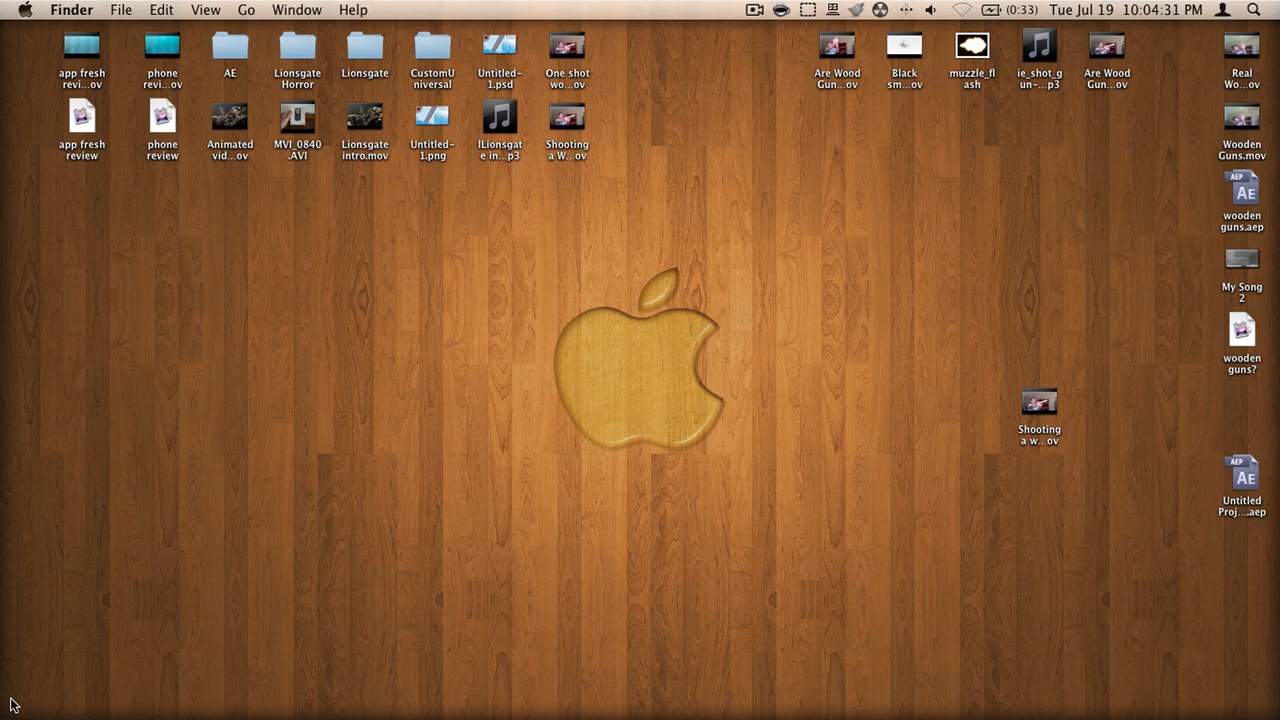 Finder File Edit View Go Window Help (0:33) Tue Jul 19 10:04:31 PM
app fresh
revi...ov
phone
revi...ov
AE
Lionsgate
Horror
Lionsgate
CustomU
niversal
Untitled-
1.psd
One shot
wo...ov
Are Wood
Gun...ov
Black
sm...ov
muzzle_fl
ash
ie_shot_g
un-...p3
Are Wood
Gun...ov
Real
Wo...ov
app fresh
review
phone
review
Animated
vid...ov
MVI_0840
.AVI
Lionsgate
intro.mov
Untitled-
1.png
lLionsgat
e in...p3
Shooting
a W...ov
Wooden
Guns.mov
AEP
AE
wooden
guns.aep
My Song
2
wooden
guns?
Shooting
a w...ov
AEP
AE
Untitled
Proj....aep